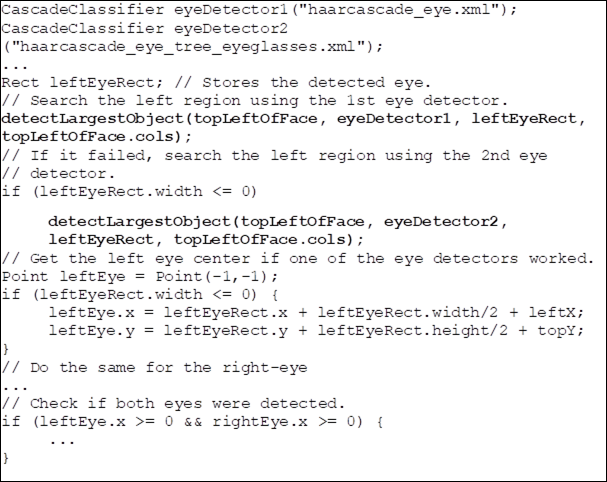 CascadeClassifier eyeDetector1("haarcascade_eye.xml");
CascadeClassifier eyeDetector2
("haarcascade_eye_tree_eyeglasses.xml");
...
Rect leftEyeRect; // Stores the detected eye.
// Search the left region using the 1st eye detector.
detectLargestObject(topLeftOfFace, eyeDetector1, leftEyeRect,
topLeftOfFace.cols);
// If it failed, search the left region using the 2nd eye
// detector.
if (leftEyeRect.width <= 0)
detectLargestObject(topLeftOfFace, eyeDetector2,
leftEyeRect, topLeftOfFace.cols);
// Get the left eye center if one of the eye detectors worked.
Point leftEye = Point(-1,-1);
if (leftEyeRect.width <= 0) {
leftEye.x = leftEyeRect.x + leftEyeRect.width/2 + leftX;
leftEye.y = leftEyeRect.y + leftEyeRect.height/2 + topY;
}
// Do the same for the right-eye
...
// Check if both eyes were detected.
if (leftEye.x >= 0 && rightEye.x >= 0) {
...
}